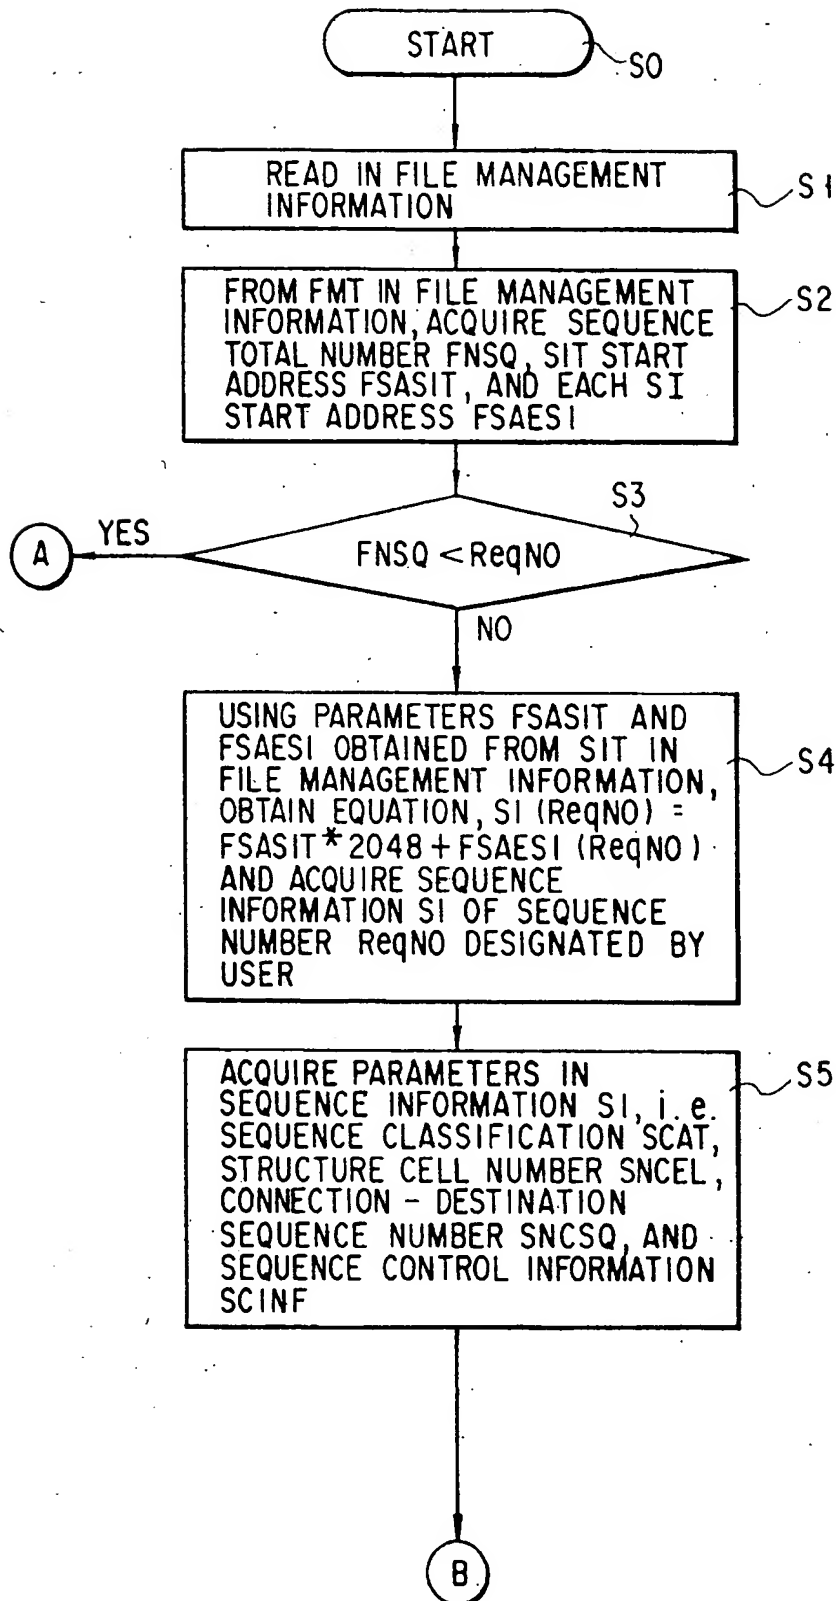 START
S0
READ IN FILE MANAGEMENT
INFORMATION
S1
FROM FMT IN FILE MANAGEMENT
INFORMATION, ACQUIRE SEQUENCE
TOTAL NUMBER FNSQ, SIT START
ADDRESS FSASIT, AND EACH SI
START ADDRESS FSAESI
S2
S3
A
YES
FNSQ < ReqNO
NO
USING PARAMETERS FSASIT AND
FSAESI OBTAINED FROM SIT IN
FILE MANAGEMENT INFORMATION,
OBTAIN EQUATION, SI (ReqNO) =
FSASIT * 2048 + FSAESI (ReqNO)
AND ACQUIRE SEQUENCE
INFORMATION SI OF SEQUENCE
NUMBER ReqNO DESIGNATED BY
USER
S4
ACQUIRE PARAMETERS IN
SEQUENCE INFORMATION SI, i.e.
SEQUENCE CLASSIFICATION SCAT,
STRUCTURE CELL NUMBER SNCEL,
CONNECTION - DESTINATION
SEQUENCE NUMBER SNCSQ, AND
SEQUENCE CONTROL INFORMATION
SCINF
S5
B